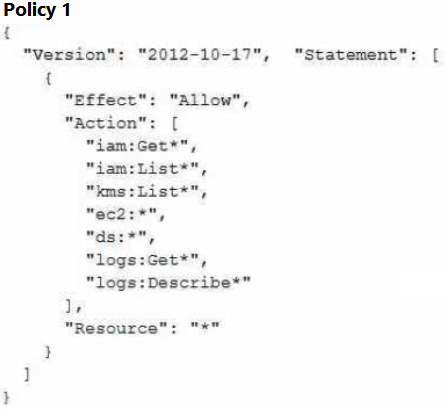 Policy 1
{
  "Version": "2012-10-17",  "Statement": [
    {
      "Effect": "Allow",
      "Action": [
        "iam:Get*",
        "iam:List*",
        "kms:List*",
        "ec2:*",
        "ds:*",
        "logs:Get*",
        "logs:Describe*"
      ],
      "Resource": "*"
    }
  ]
}